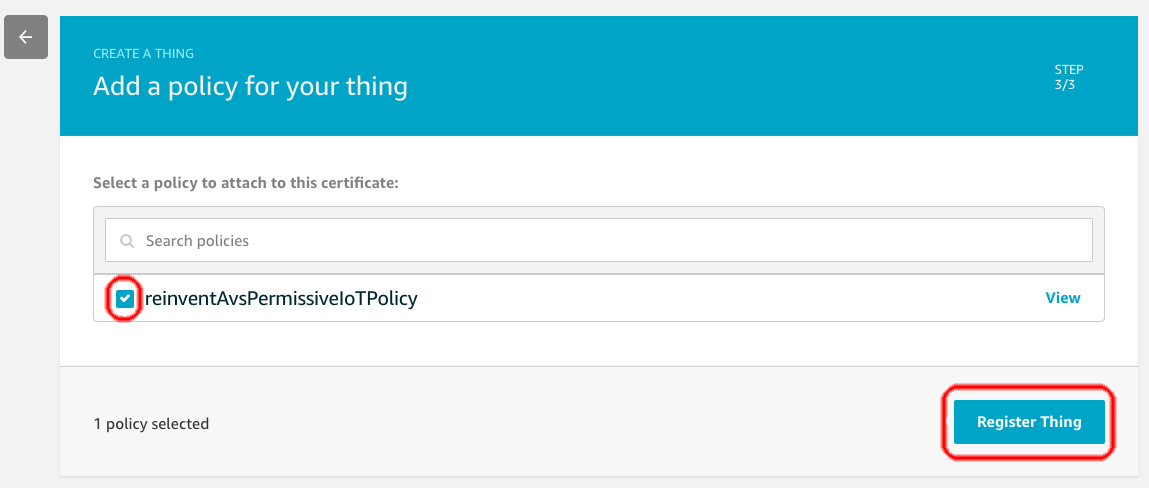 CREATE A THING
Add a policy for your thing
STEP
3/3
Select a policy to attach to this certificate:
Search policies
reinventAvsPermissiveIoTPolicy
View
1 policy selected
Register Thing